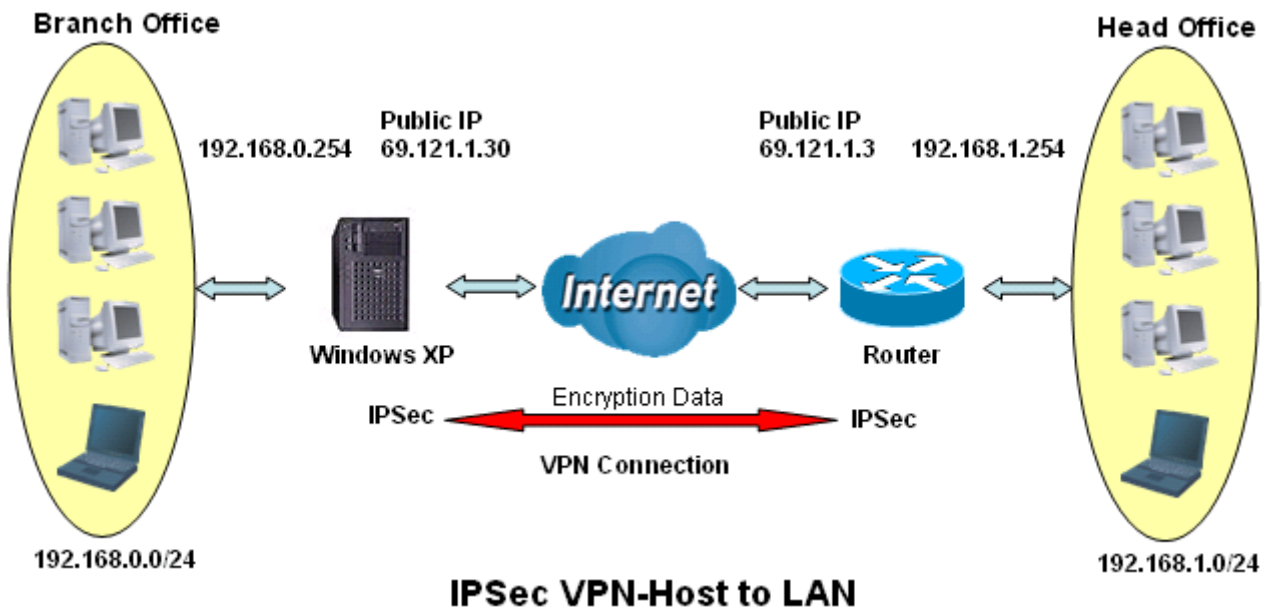 Branch Office
Head Office
Public IP
Public IP
192.168.0.254
69.121.1.30
69.121.1.3
192.168.1.254
Internet
Windows XP
Router
Encryption Data
IPSec
IPSec
VPN Connection
192.168.0.0/24
192.168.1.0/24
IPSec VPN-Host to LAN